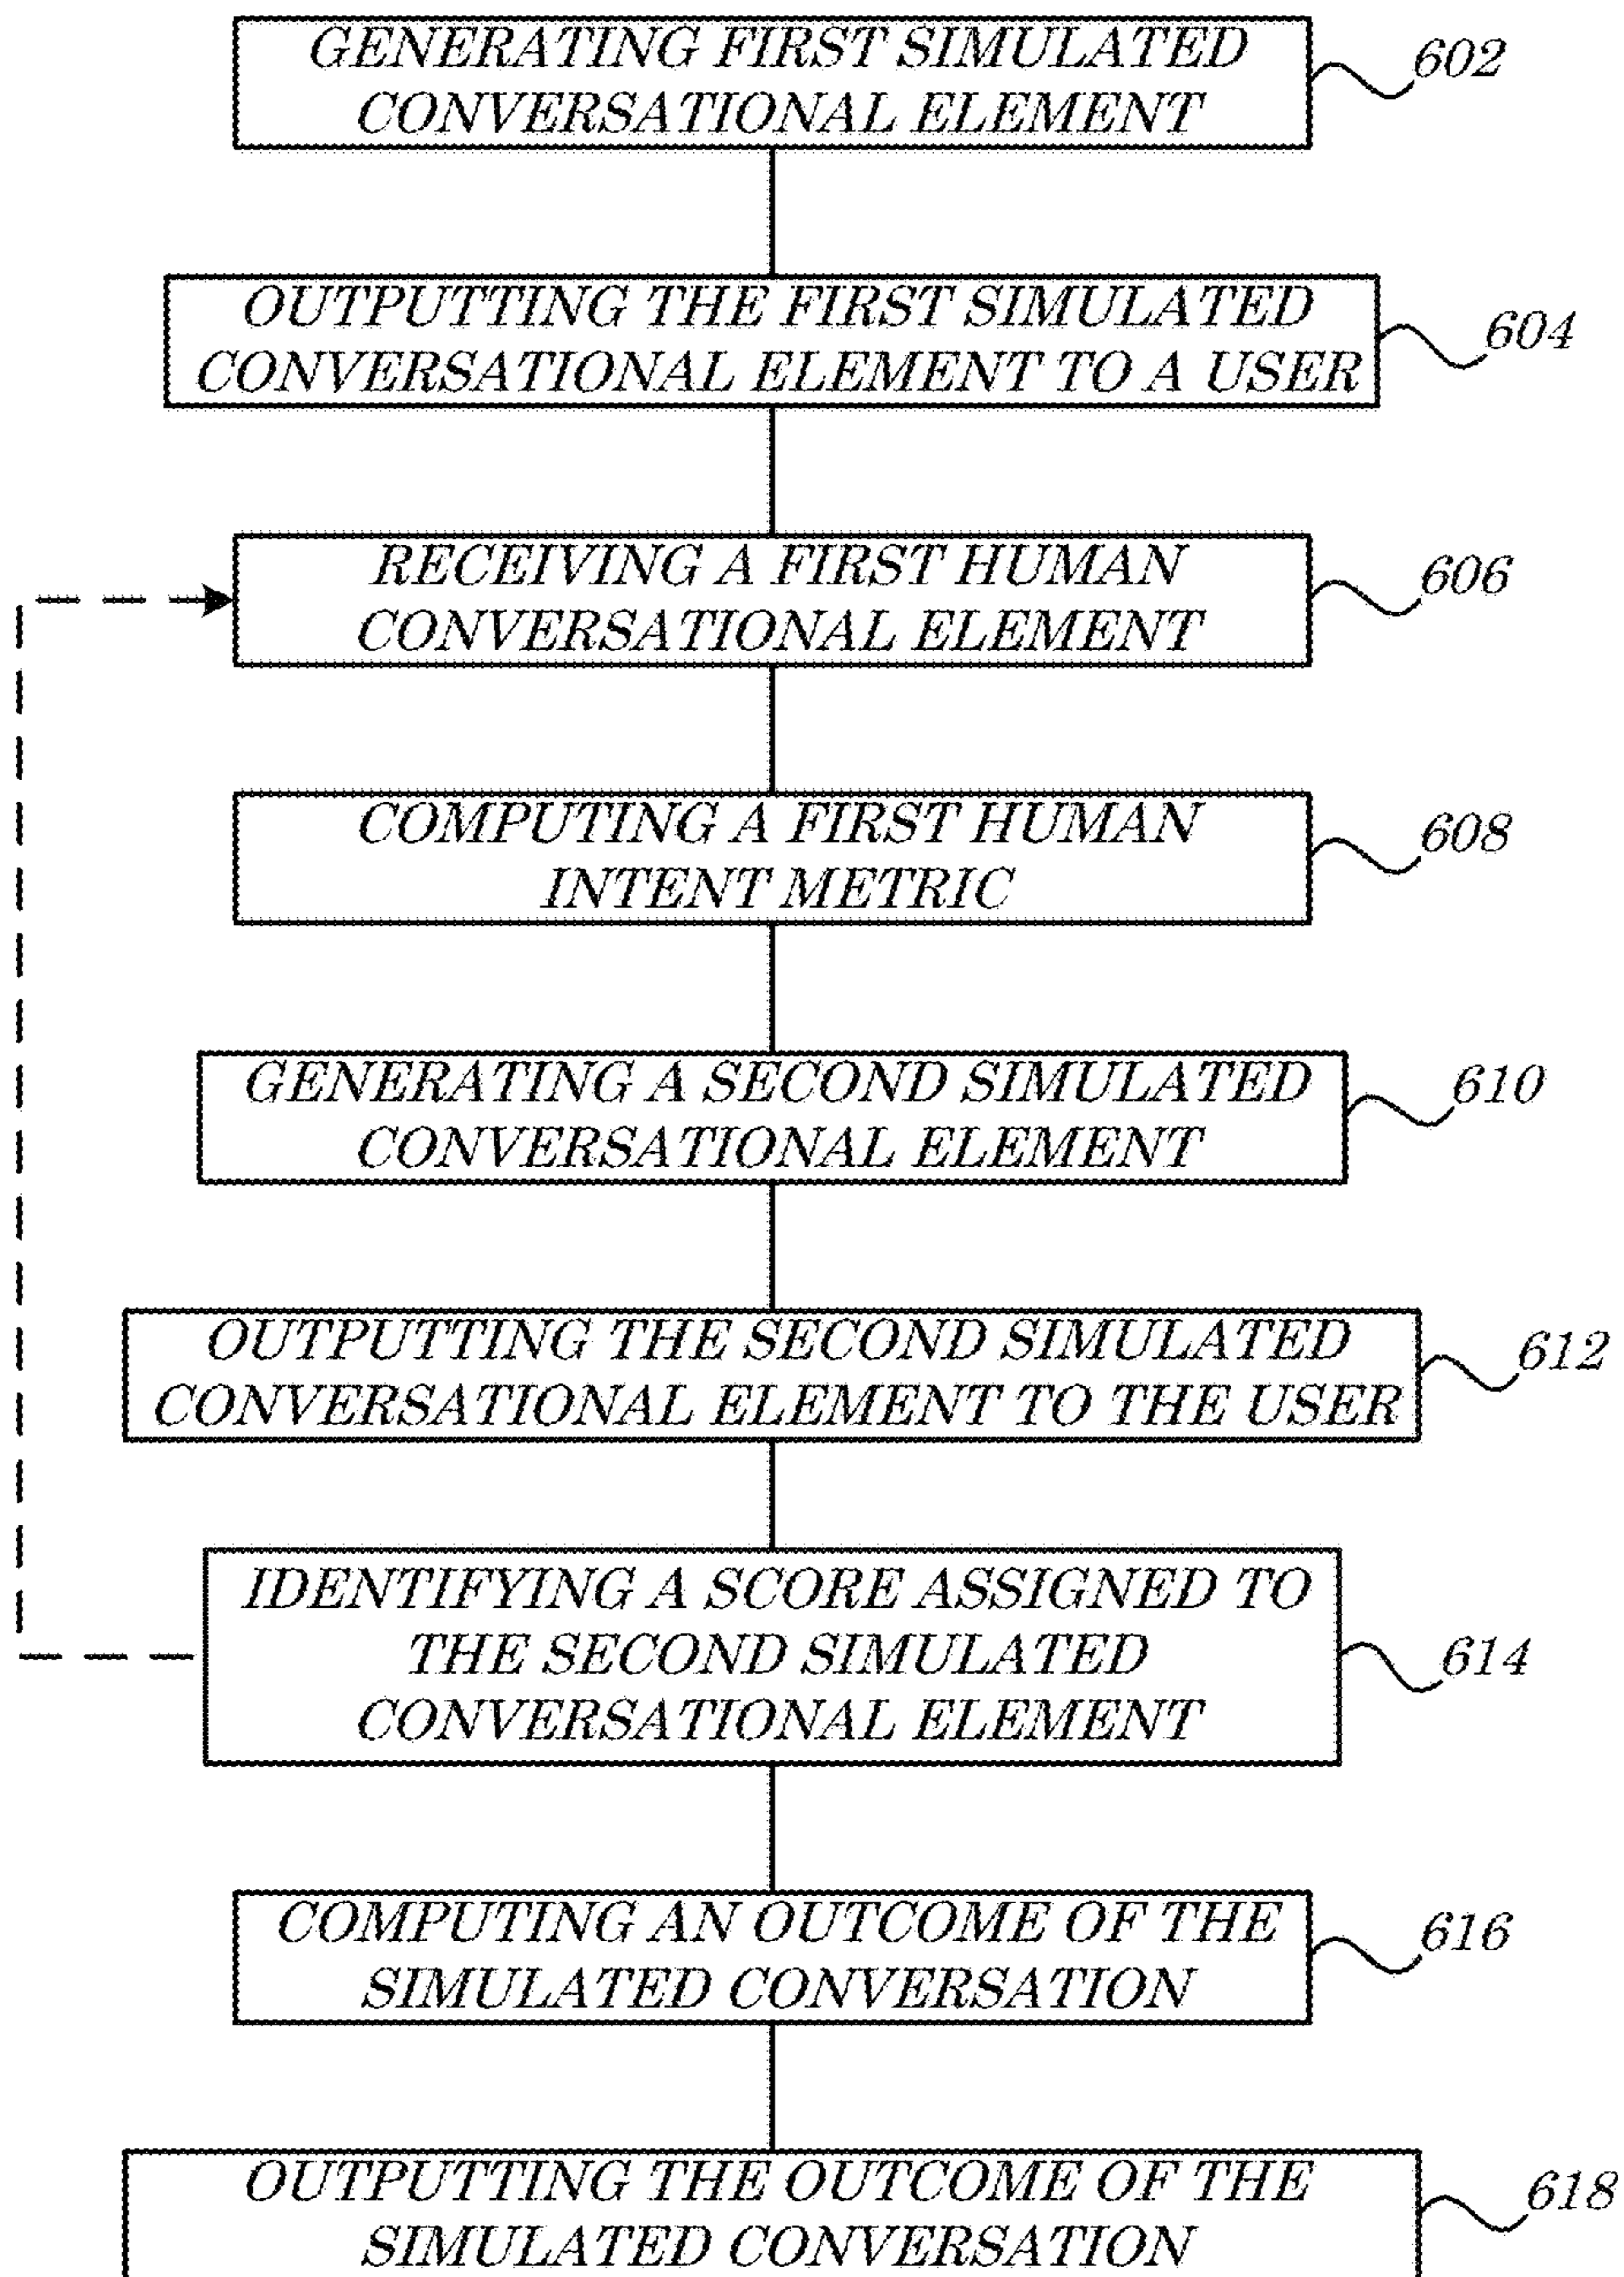 GENERATING FIRST SIMULATED
CONVERSATIONAL ELEMENT
602
OUTPUTTING THE FIRST SIMULATED
CONVERSATIONAL ELEMENT TO A USER
604
RECEIVING A FIRST HUMAN
CONVERSATIONAL ELEMENT
606
COMPUTING A FIRST HUMAN
INTENT METRIC
608
GENERATING A SECOND SIMULATED
CONVERSATIONAL ELEMENT
610
OUTPUTTING THE SECOND SIMULATED
CONVERSATIONAL ELEMENT TO THE USER
612
IDENTIFYING A SCORE ASSIGNED TO
THE SECOND SIMULATED
CONVERSATIONAL ELEMENT
614
COMPUTING AN OUTCOME OF THE
SIMULATED CONVERSATION
616
OUTPUTTING THE OUTCOME OF THE
SIMULATED CONVERSATION
618